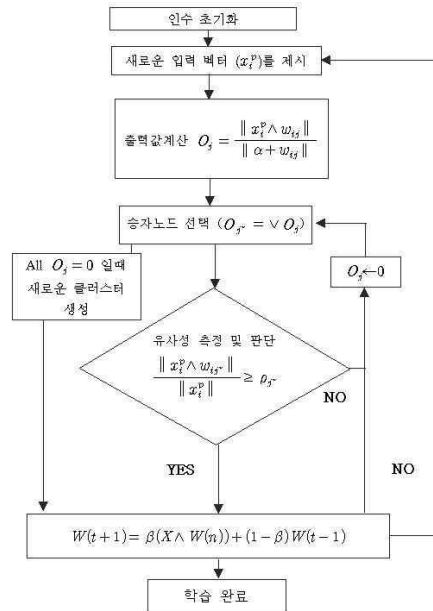 인수 초기화
새로운 입력 벡터 (x_i^p)를 제시
출력값계산 O_j = ‖ x_i^p ∧ w_ij ‖ / ‖ α + w_ij ‖
승자노드 선택 (O_j* = ∨ O_j)
All O_j = 0 일때
새로운 클러스터
생성
O_j ← 0
유사성 측정 및 판단
‖ x_i^p ∧ w_ij* ‖ / ‖ x_i^p ‖ ≥ ρ_j*
NO
YES
NO
W(t+1) = β(X ∧ W(n)) + (1-β) W(t-1)
학습 완료